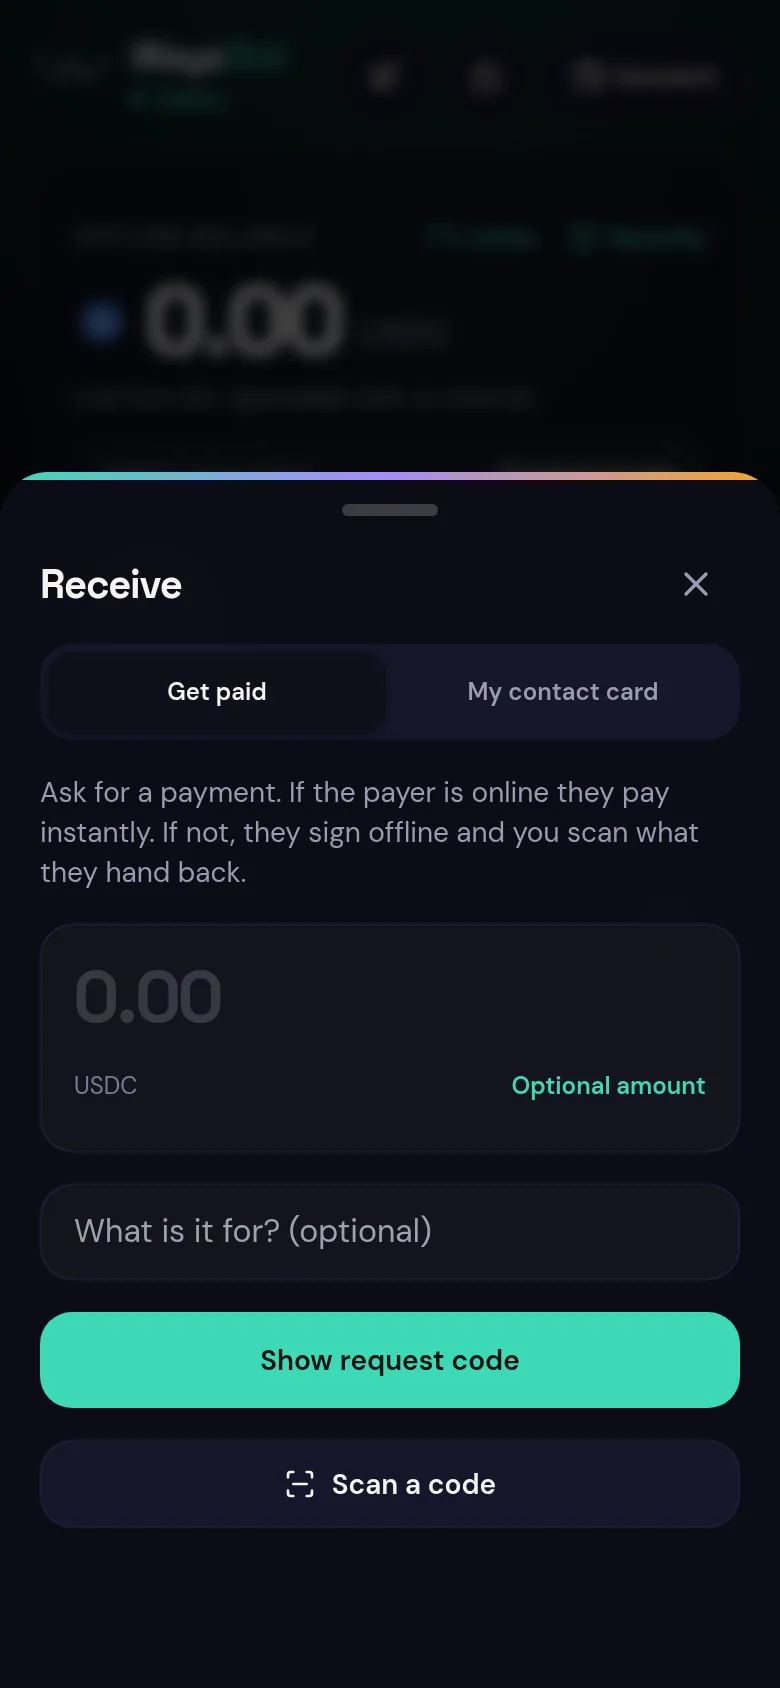 0.00
Receive
Get paid
My contact card
Ask for a payment. If the payer is online they pay
instantly. If not, they sign offline and you scan what
they hand back.
0.00
USDC
Optional amount
What is it for? (optional)
Show request code
Scan a code